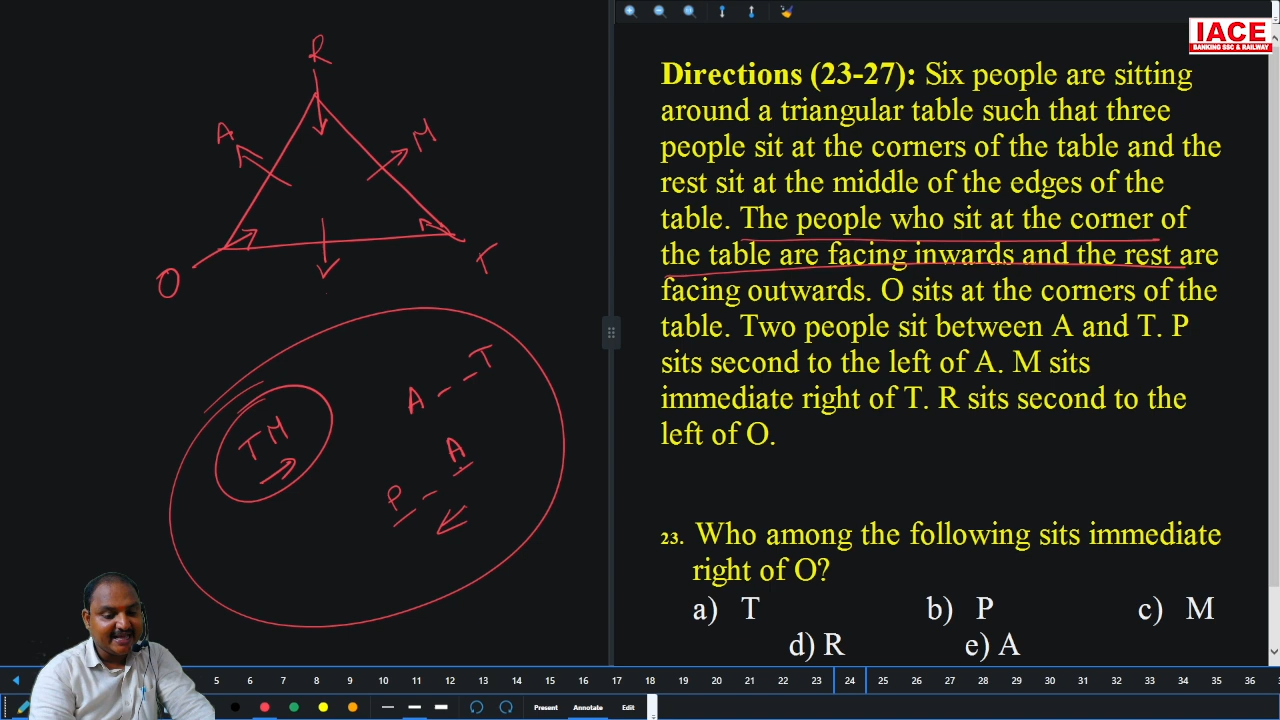 IACE
BANKING SSC & RAILWAY
Directions (23-27): Six people are sitting
around a triangular table such that three
people sit at the corners of the table and the
rest sit at the middle of the edges of the
table. The people who sit at the corner of
the table are facing inwards and the rest are
facing outwards. O sits at the corners of the
table. Two people sit between A and T. P
sits second to the left of A. M sits
immediate right of T. R sits second to the
left of O.
23. Who among the following sits immediate
right of O?
a) T b) P c) M
d) R e) A
R
A
M
O
T
A - - T
T M
A
P -
5 6 7 8 9 10 11 12 13 14 15 16 17 18 19 20 21 22 23 24 25 26 27 28 29 30 31 32 33 34 35 36
Present Annotate Edit